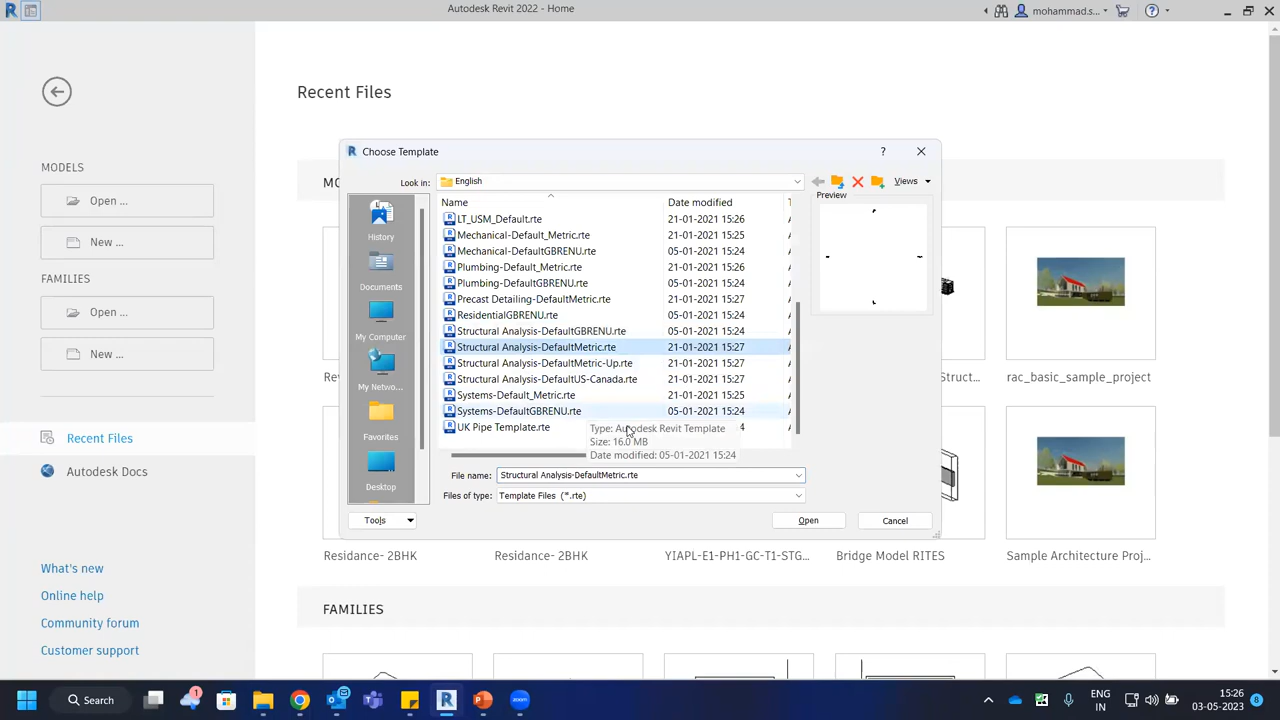 Autodesk Revit 2022 - Home
mohammad.s...
Recent Files
MODELS
Open ...
New ...
FAMILIES
Open ...
New ...
Recent Files
Autodesk Docs
What's new
Online help
Community forum
Customer support
Choose Template
Look in:
English
Views
Preview
Name
Date modified
LT_USM_Default.rte 21-01-2021 15:26
Mechanical-Default_Metric.rte 21-01-2021 15:25
Mechanical-DefaultGBRENU.rte 05-01-2021 15:24
Plumbing-Default_Metric.rte 21-01-2021 15:26
Plumbing-DefaultGBRENU.rte 05-01-2021 15:24
Precast Detailing-DefaultMetric.rte 21-01-2021 15:27
ResidentialGBRENU.rte 05-01-2021 15:24
Structural Analysis-DefaultGBRENU.rte 05-01-2021 15:24
Structural Analysis-DefaultMetric.rte 21-01-2021 15:27
Structural Analysis-DefaultMetric-Up.rte 21-01-2021 15:27
Structural Analysis-DefaultUS-Canada.rte 21-01-2021 15:27
Systems-Default_Metric.rte 21-01-2021 15:25
Systems-DefaultGBRENU.rte 05-01-2021 15:24
UK Pipe Template.rte
Type: Autodesk Revit Template
Size: 16.0 MB
Date modified: 05-01-2021 15:24
History
Documents
My Computer
My Netwo...
Favorites
Desktop
File name: Structural Analysis-DefaultMetric.rte
Files of type: Template Files (*.rte)
Tools
Open
Cancel
Struct...
rac_basic_sample_project
Residance- 2BHK
Residance- 2BHK
YIAPL-E1-PH1-GC-T1-STG...
Bridge Model RITES
Sample Architecture Proj...
FAMILIES
Search
ENG
IN
15:26
03-05-2023